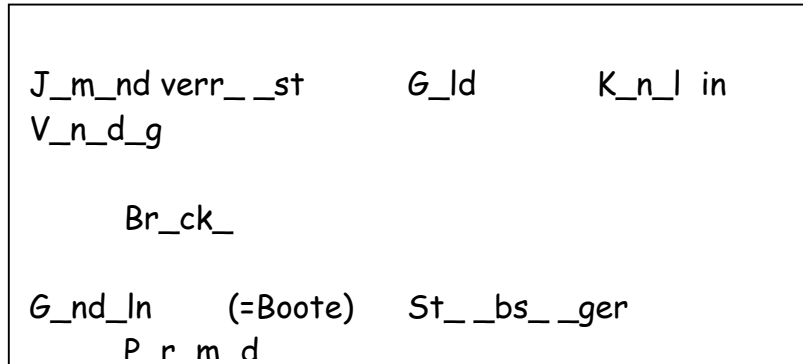 J_m_nd verr_ _st G_ld K_n_l in
V_n_d_g
Br_ck_
G_nd_ln (=Boote) St_ _bs_ _ger
P_r_m_d